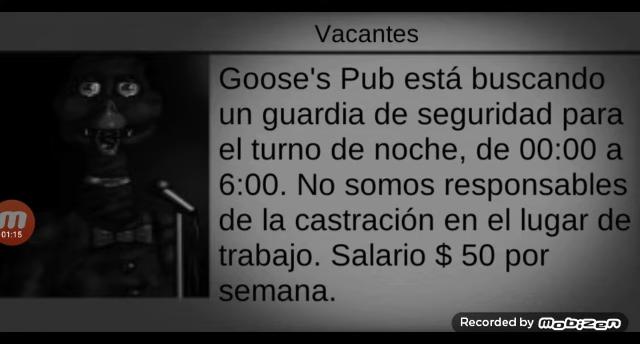 Vacantes
Goose's Pub está buscando
un guardia de seguridad para
el turno de noche, de 00:00 a
6:00. No somos responsables
de la castración en el lugar de
trabajo. Salario $ 50 por
semana.
01:15
Recorded by mobizen